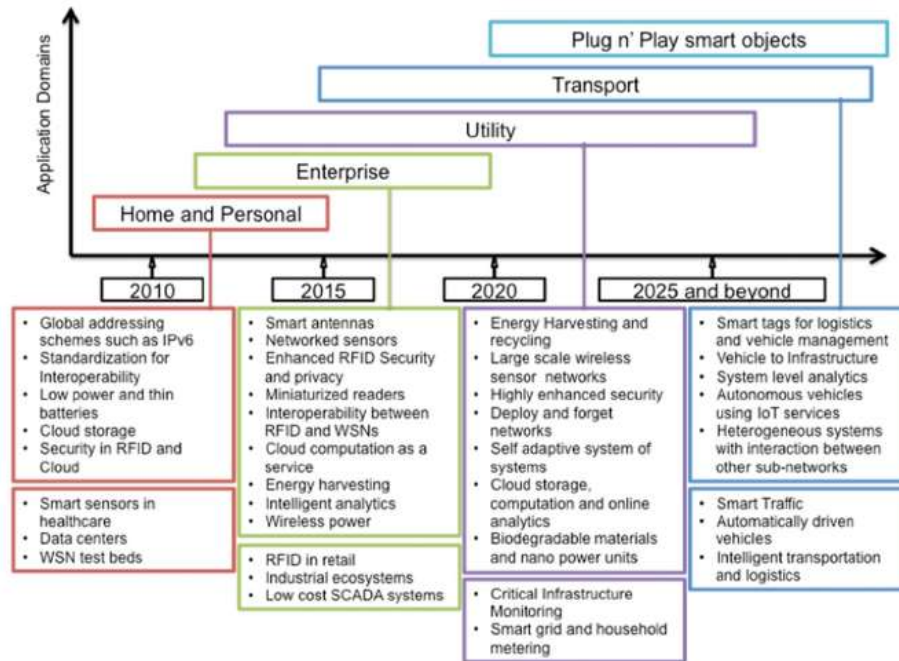 Application Domains
Plug n' Play smart objects
Transport
Utility
Enterprise
Home and Personal
2010
2015
2020
2025 and beyond
• Global addressing
schemes such as IPv6
• Standardization for
Interoperability
• Low power and thin
batteries
• Cloud storage
• Security in RFID and
Cloud
• Smart sensors in
healthcare
• Data centers
• WSN test beds
• Smart antennas
• Networked sensors
• Enhanced RFID Security
and privacy
• Miniaturized readers
• Interoperability between
RFID and WSNs
• Cloud computation as a
service
• Energy harvesting
• Intelligent analytics
• Wireless power
• RFID in retail
• Industrial ecosystems
• Low cost SCADA systems
• Energy Harvesting and
recycling
• Large scale wireless
sensor networks
• Highly enhanced security
• Deploy and forget
networks
• Self adaptive system of
systems
• Cloud storage,
computation and online
analytics
• Biodegradable materials
and nano power units
• Critical Infrastructure
Monitoring
• Smart grid and household
metering
• Smart tags for logistics
and vehicle management
• Vehicle to Infrastructure
• System level analytics
• Autonomous vehicles
using IoT services
• Heterogeneous systems
with interaction between
other sub-networks
• Smart Traffic
• Automatically driven
vehicles
• Intelligent transportation
and logistics